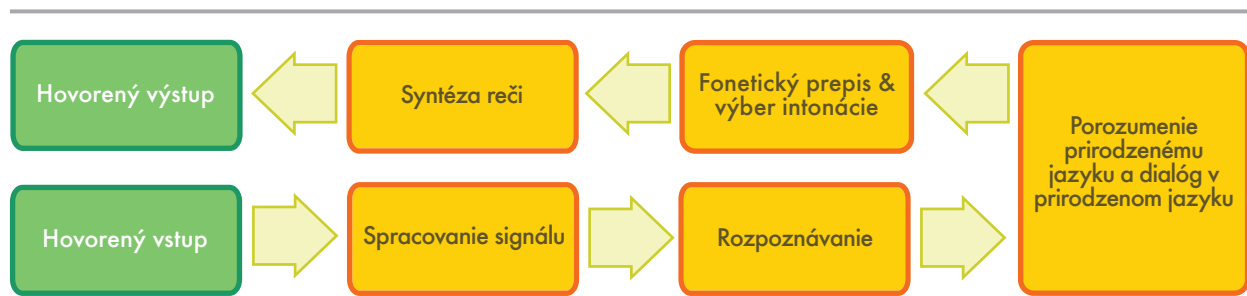 Hovorený výstup
Syntéza reči
Fonetický prepis &
výber intonácie
Porozumenie
prirodzenému
jazyku a dialóg v
prirodzenom jazyku
Hovorený vstup
Spracovanie signálu
Rozpoznávanie